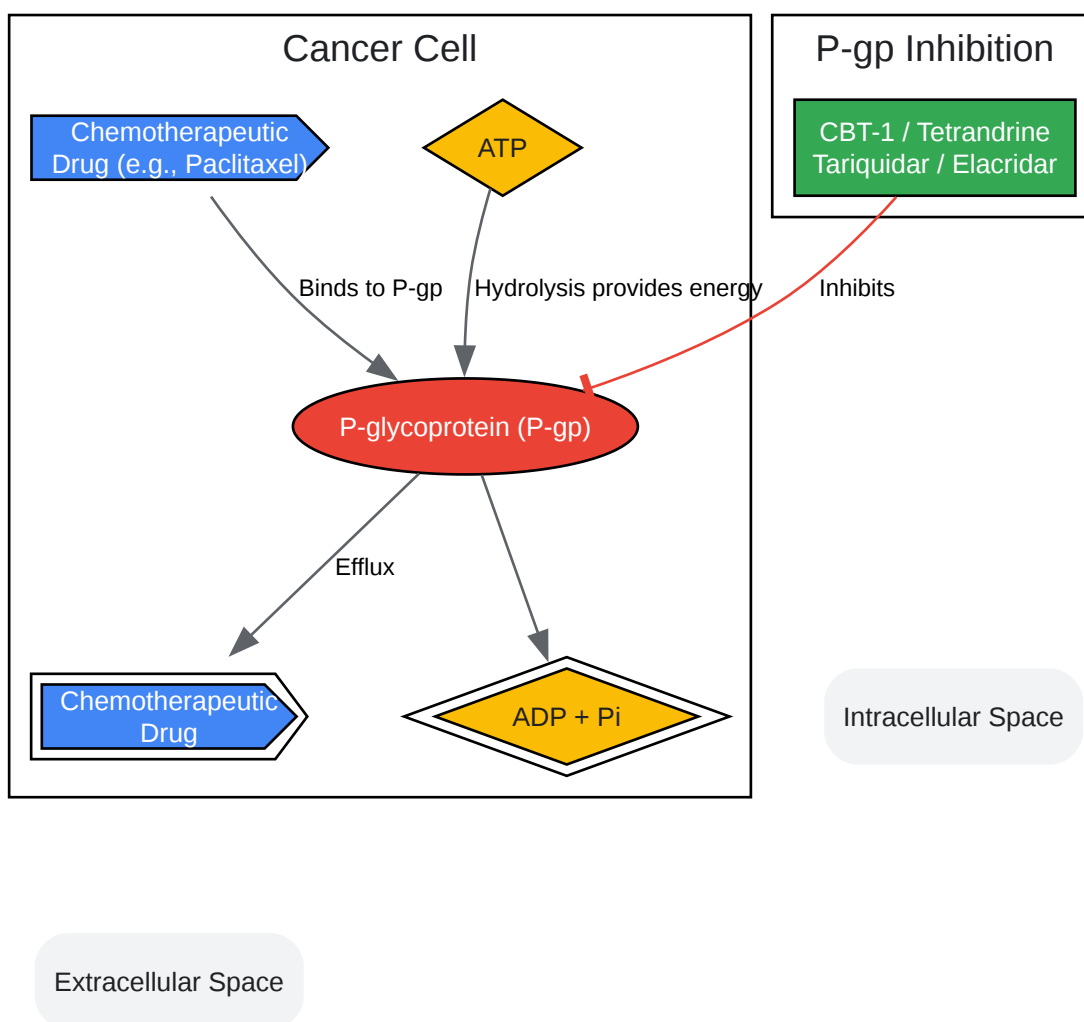 Cancer Cell
P-gp Inhibition
Chemotherapeutic
Drug (e.g., Paclitaxel)
ATP
CBT-1 / Tetrandrine
Tariquidar / Elacridar
Binds to P-gp
Hydrolysis provides energy
Inhibits
P-glycoprotein (P-gp)
Efflux
Chemotherapeutic
Drug
ADP + Pi
Intracellular Space
Extracellular Space